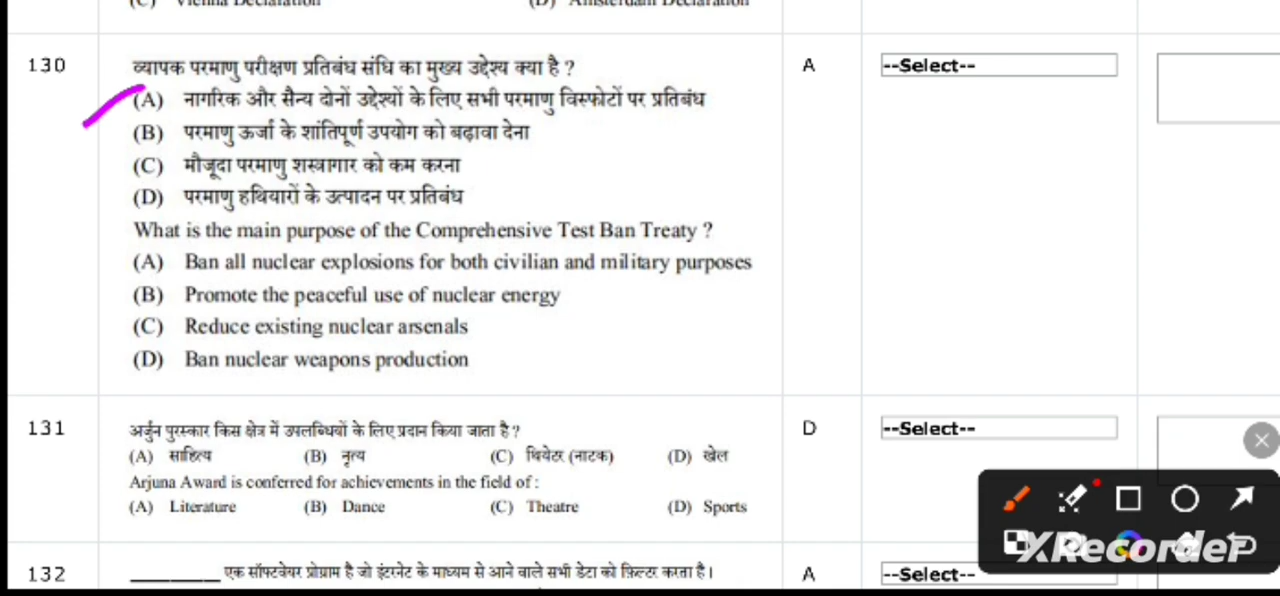 (C) Vienna Declaration (D) Amsterdam Declaration
130 व्यापक परमाणु परीक्षण प्रतिबंध संधि का मुख्य उद्देश्य क्या है ? A --Select--
(A) नागरिक और सैन्य दोनों उद्देश्यों के लिए सभी परमाणु विस्फोटों पर प्रतिबंध
(B) परमाणु ऊर्जा के शांतिपूर्ण उपयोग को बढ़ावा देना
(C) मौजूदा परमाणु शस्त्रागार को कम करना
(D) परमाणु हथियारों के उत्पादन पर प्रतिबंध
What is the main purpose of the Comprehensive Test Ban Treaty ?
(A) Ban all nuclear explosions for both civilian and military purposes
(B) Promote the peaceful use of nuclear energy
(C) Reduce existing nuclear arsenals
(D) Ban nuclear weapons production
131 अर्जुन पुरस्कार किस क्षेत्र में उपलब्धियों के लिए प्रदान किया जाता है ? D --Select--
(A) साहित्य (B) नृत्य (C) थियेटर (नाटक) (D) खेल
Arjuna Award is conferred for achievements in the field of :
(A) Literature (B) Dance (C) Theatre (D) Sports
XRecorder
132 ________ एक सॉफ्टवेयर प्रोग्राम है जो इंटरनेट के माध्यम से आने वाले सभी डेटा को फ़िल्टर करता है। A --Select--